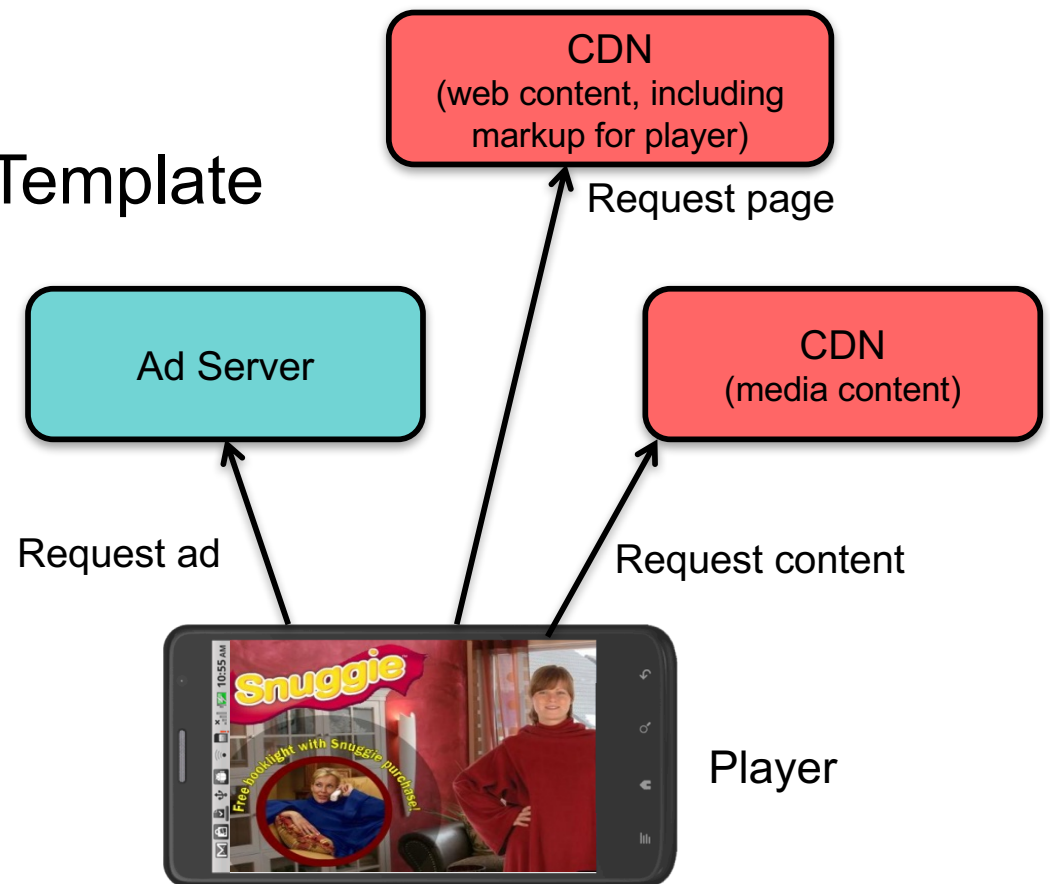 CDN
(web content, including
markup for player)
Template
Request page
Ad Server
CDN
(media content)
Request ad
Request content
10:55 AM
Snuggie
Free booklight with Snuggie purchase!
Player